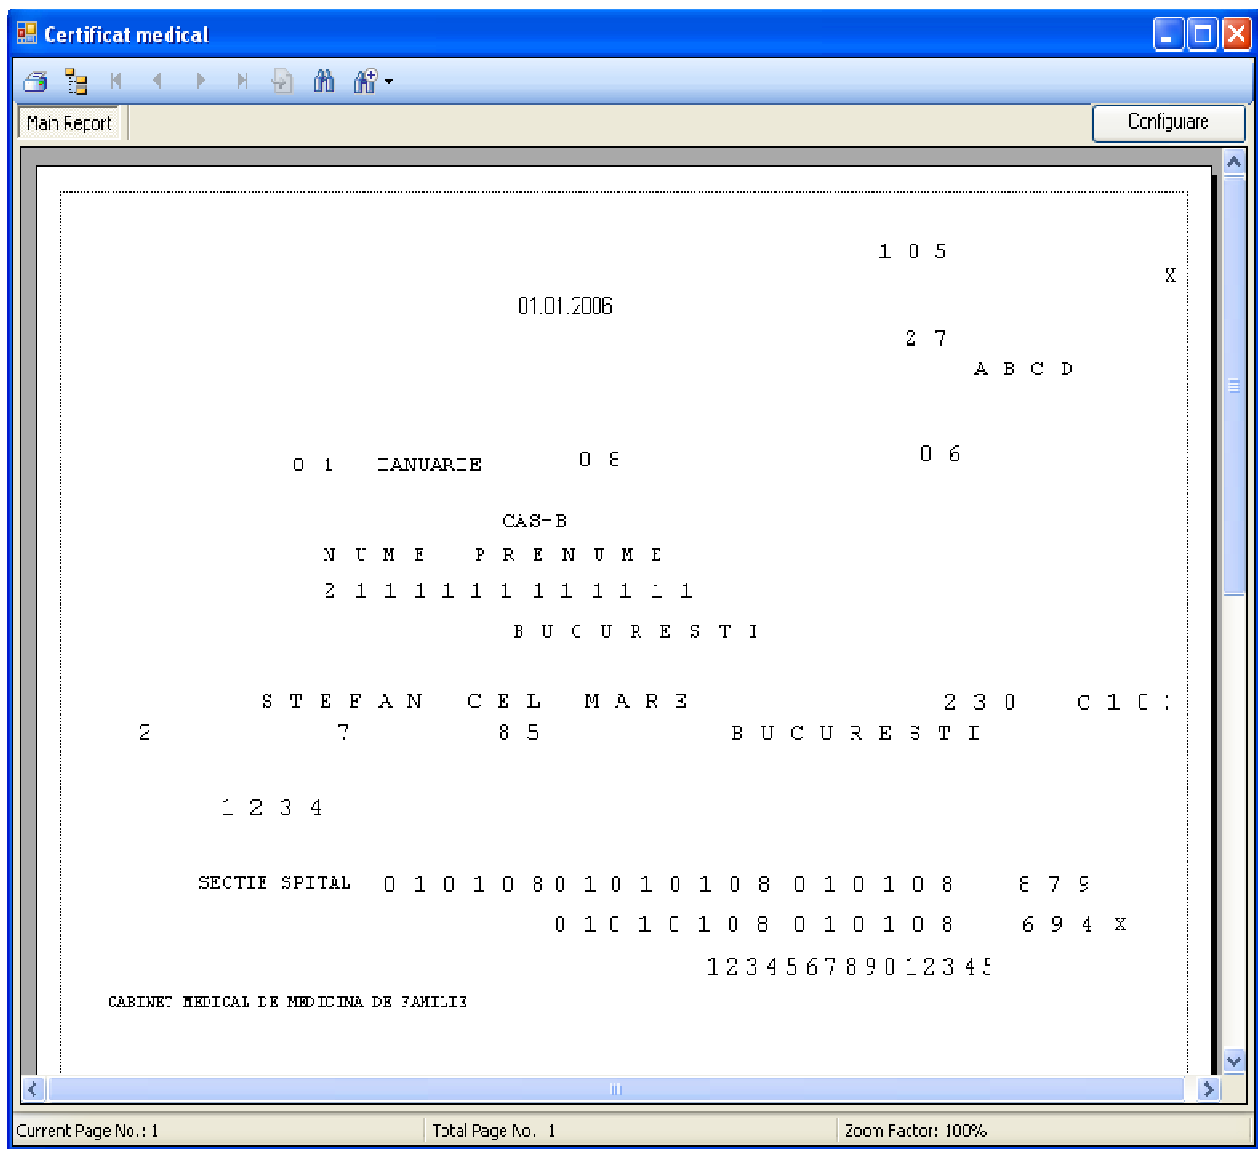 Certificat medical
Main Report
Configurare
1 0 5
X
01.01.2006
2 7
A B C D
0 1 IANUARIE 0 8 0 6
CAS-B
N U M E P R E N U M E
2 1 1 1 1 1 1 1 1 1 1 1 1
B U C U R E S T I
S T E F A N C E L M A R E 2 3 0 C 1 0
2 7 8 5 B U C U R E S T I
1 2 3 4
SECTIE SPITAL 0 1 0 1 0 8 0 1 0 1 0 1 0 8 0 1 0 1 0 8 8 7 9
0 1 0 1 0 1 0 8 0 1 0 1 0 8 6 9 4 X
1 2 3 4 5 6 7 8 9 0 1 2 3 4 5
CABINET MEDICAL DE MEDICINA DE FAMILIE
Current Page No.: 1 Total Page No.: 1 Zoom Factor: 100%